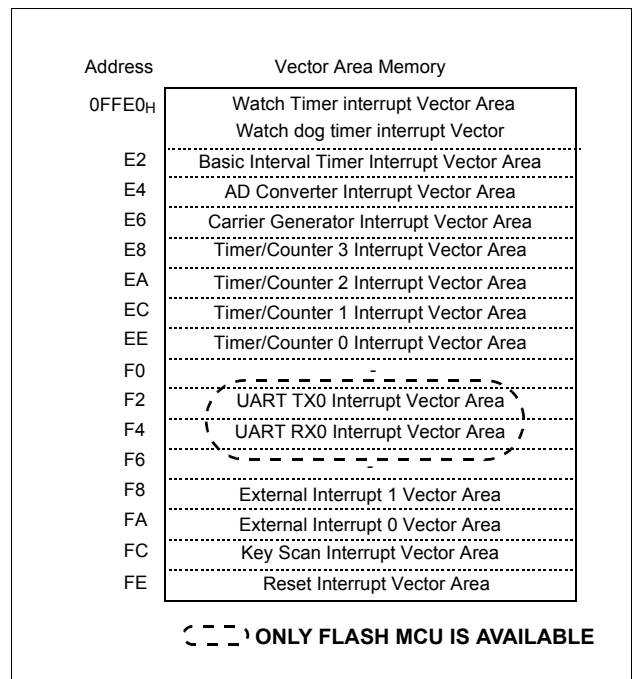 Address Vector Area Memory
0FFE0H Watch Timer interrupt Vector Area
Watch dog timer interrupt Vector
E2 Basic Interval Timer Interrupt Vector Area
E4 AD Converter Interrupt Vector Area
E6 Carrier Generator Interrupt Vector Area
E8 Timer/Counter 3 Interrupt Vector Area
EA Timer/Counter 2 Interrupt Vector Area
EC Timer/Counter 1 Interrupt Vector Area
EE Timer/Counter 0 Interrupt Vector Area
F0 -
F2 UART TX0 Interrupt Vector Area
F4 UART RX0 Interrupt Vector Area
F6 -
F8 External Interrupt 1 Vector Area
FA External Interrupt 0 Vector Area
FC Key Scan Interrupt Vector Area
FE Reset Interrupt Vector Area
ONLY FLASH MCU IS AVAILABLE